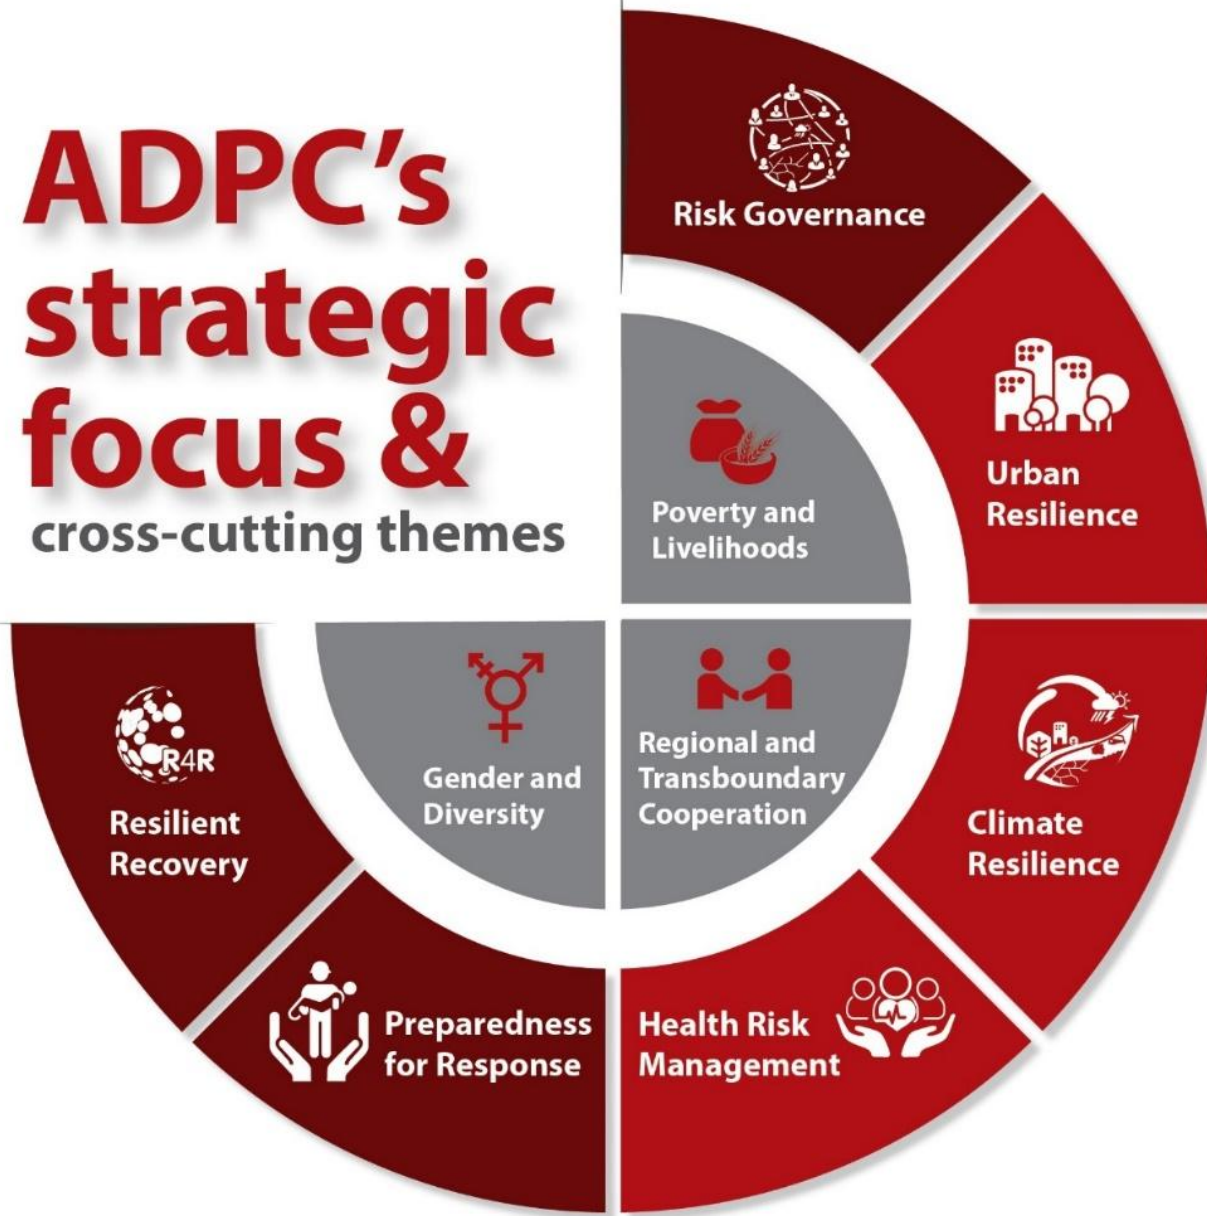 ADPC's
strategic
focus &
cross-cutting themes
Risk Governance
Urban
Resilience
Climate
Resilience
Health Risk
Management
Preparedness
for Response
R4R
Resilient
Recovery
Poverty and
Livelihoods
Regional and
Transboundary
Cooperation
Gender and
Diversity